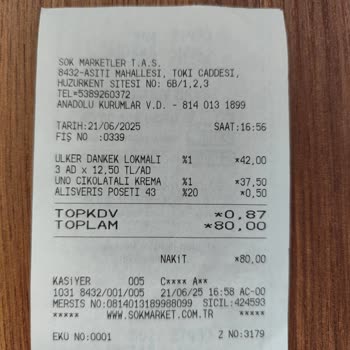 SOK MARKETLER T.A.S.
8432-ASITI MAHALLESI, TOKI CADDESI,
HUZURKENT SITESI NO: 6B/1,2,3
TEL=5389260372
ANADOLU KURUMLAR V.D. - 814 013 1899
TARIH:21/06/2025 SAAT:16:56
FIŞ NO :0339
ÜLKER DANKEK LOKMALI %1 *42,00
3 AD x 12,50 TL/AD
UNO CIKOLATALI KREMA %1 *37,50
ALISVERIS POSETI 43 %20 *0,50
TOPKDV *0,87
TOPLAM *80,00
NAKIT *80,00
KASIYER 005 C**** A**
1031 8432/001/005 21/06/25 16:58 AC-00
MERSIS NO:0814013189988099 SICIL:424593
***** WWW.SOKMARKET.COM.TR *****
EKÜ NO:0001 Z NO:3179